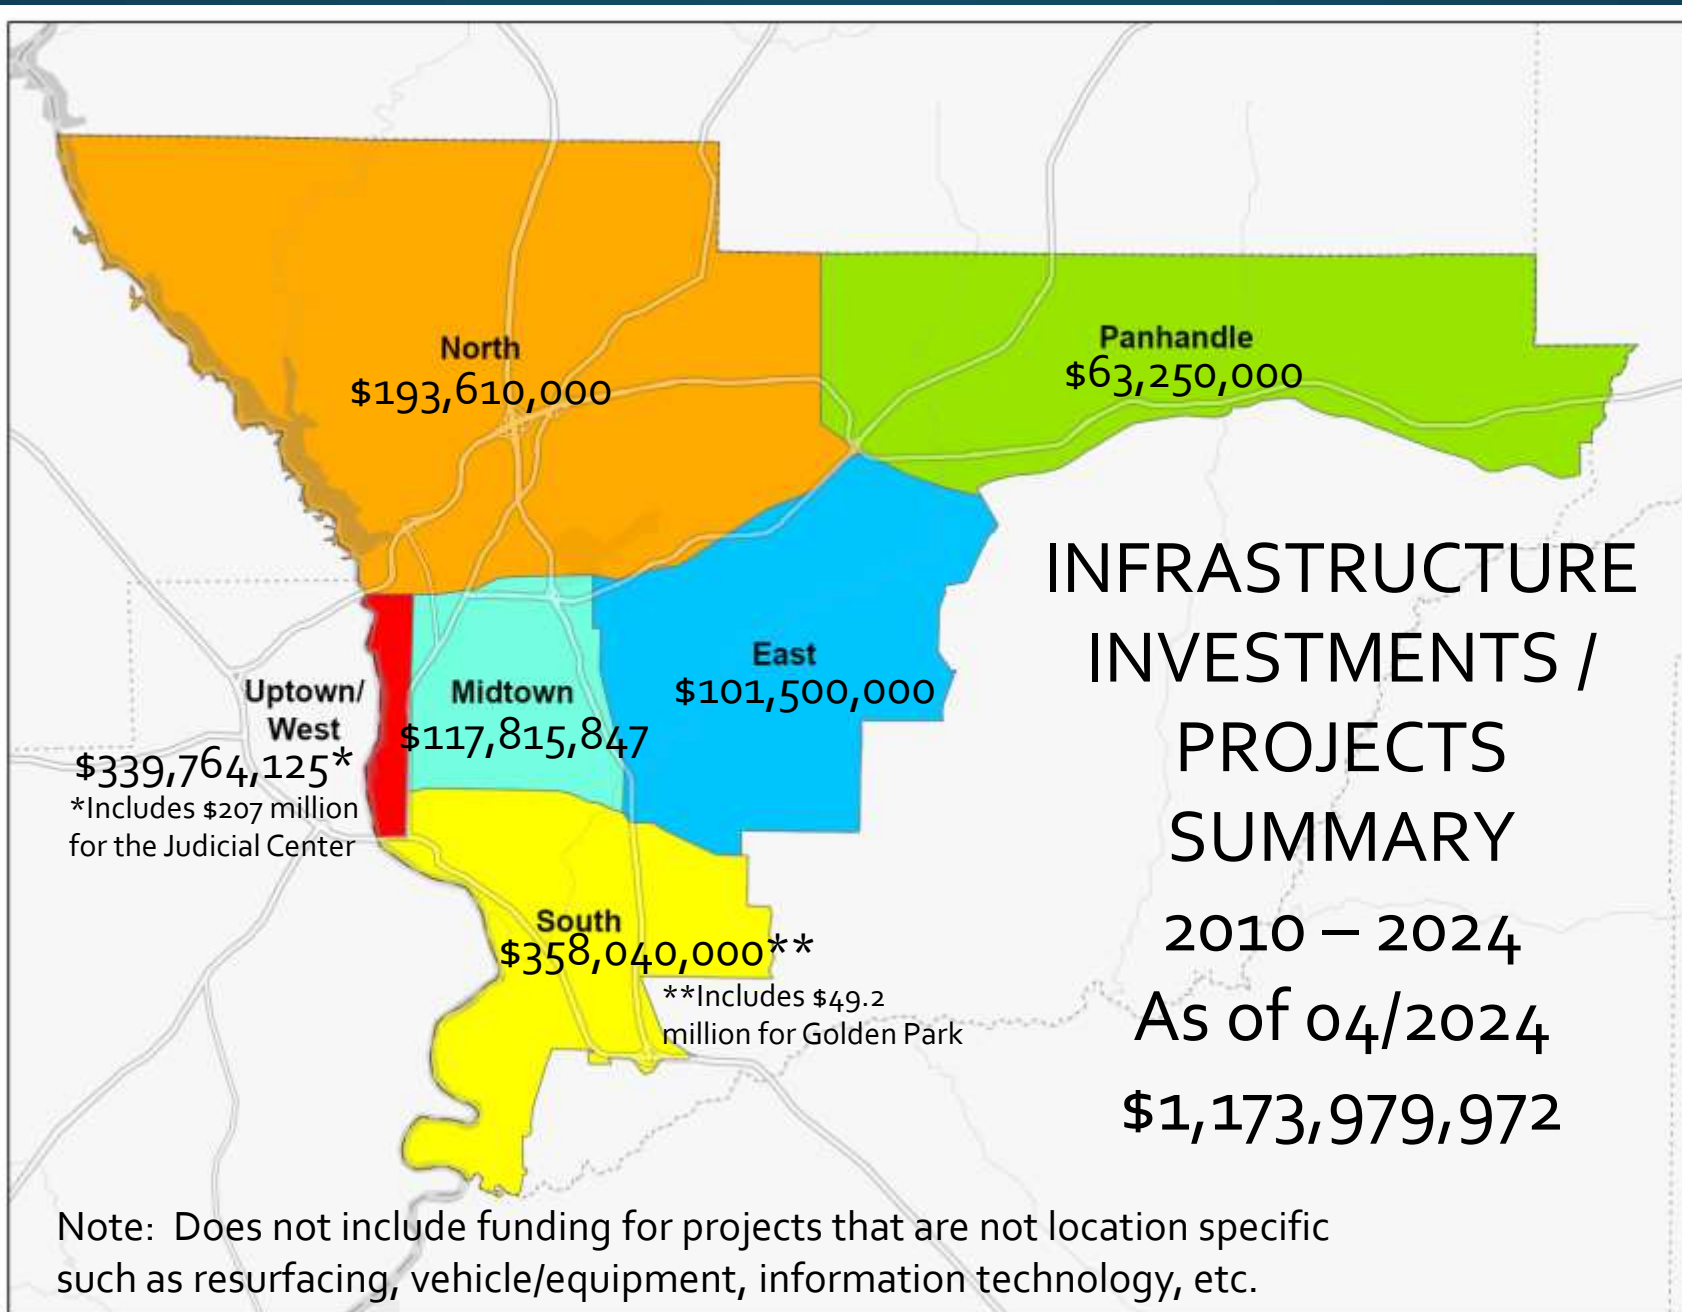 North
$193,610,000
Panhandle
$63,250,000
East
$101,500,000
Uptown/
West
$339,764,125*
*Includes $207 million
for the Judicial Center
Midtown
$117,815,847
South
$358,040,000**
**Includes $49.2
million for Golden Park
INFRASTRUCTURE
INVESTMENTS /
PROJECTS
SUMMARY
2010 – 2024
As of 04/2024
$1,173,979,972
Note:  Does not include funding for projects that are not location specific
such as resurfacing, vehicle/equipment, information technology, etc.